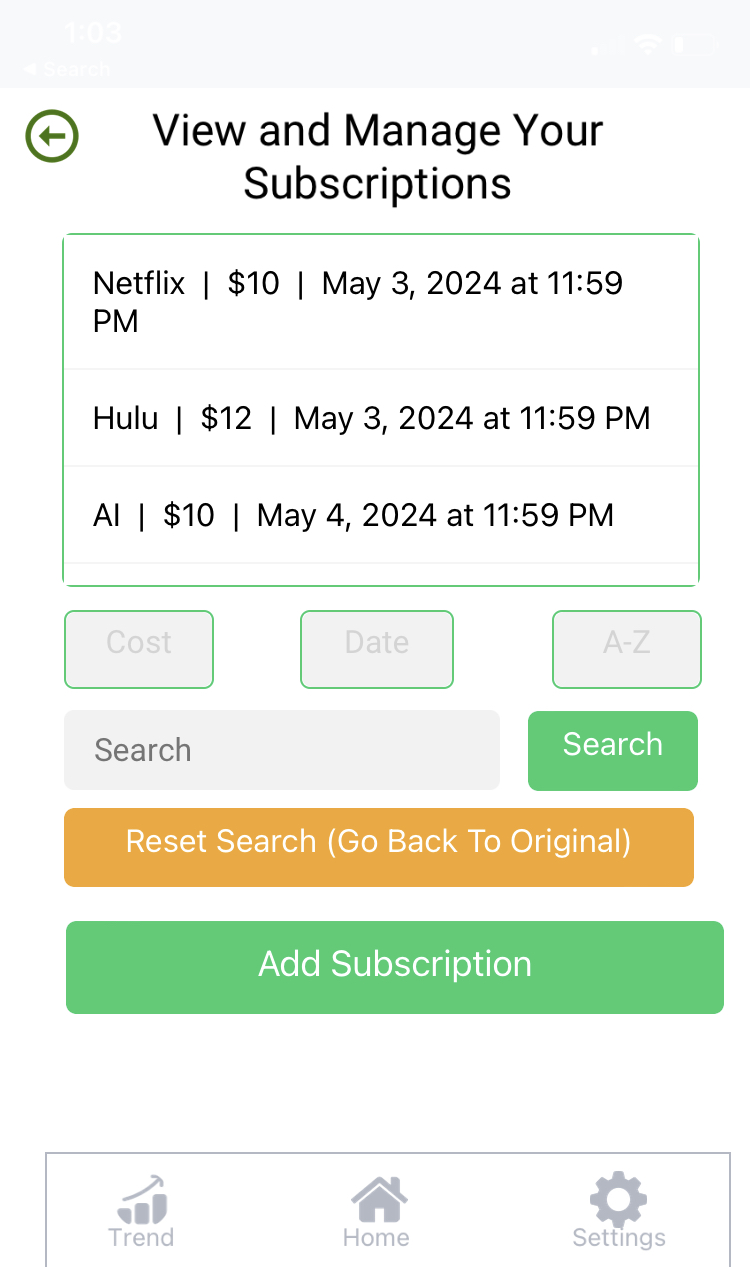 1:03
◀ Search
View and Manage Your
Subscriptions
Netflix | $10 | May 3, 2024 at 11:59
PM
Hulu | $12 | May 3, 2024 at 11:59 PM
AI | $10 | May 4, 2024 at 11:59 PM
Cost Date A-Z
Search Search
Reset Search (Go Back To Original)
Add Subscription
Trend Home Settings